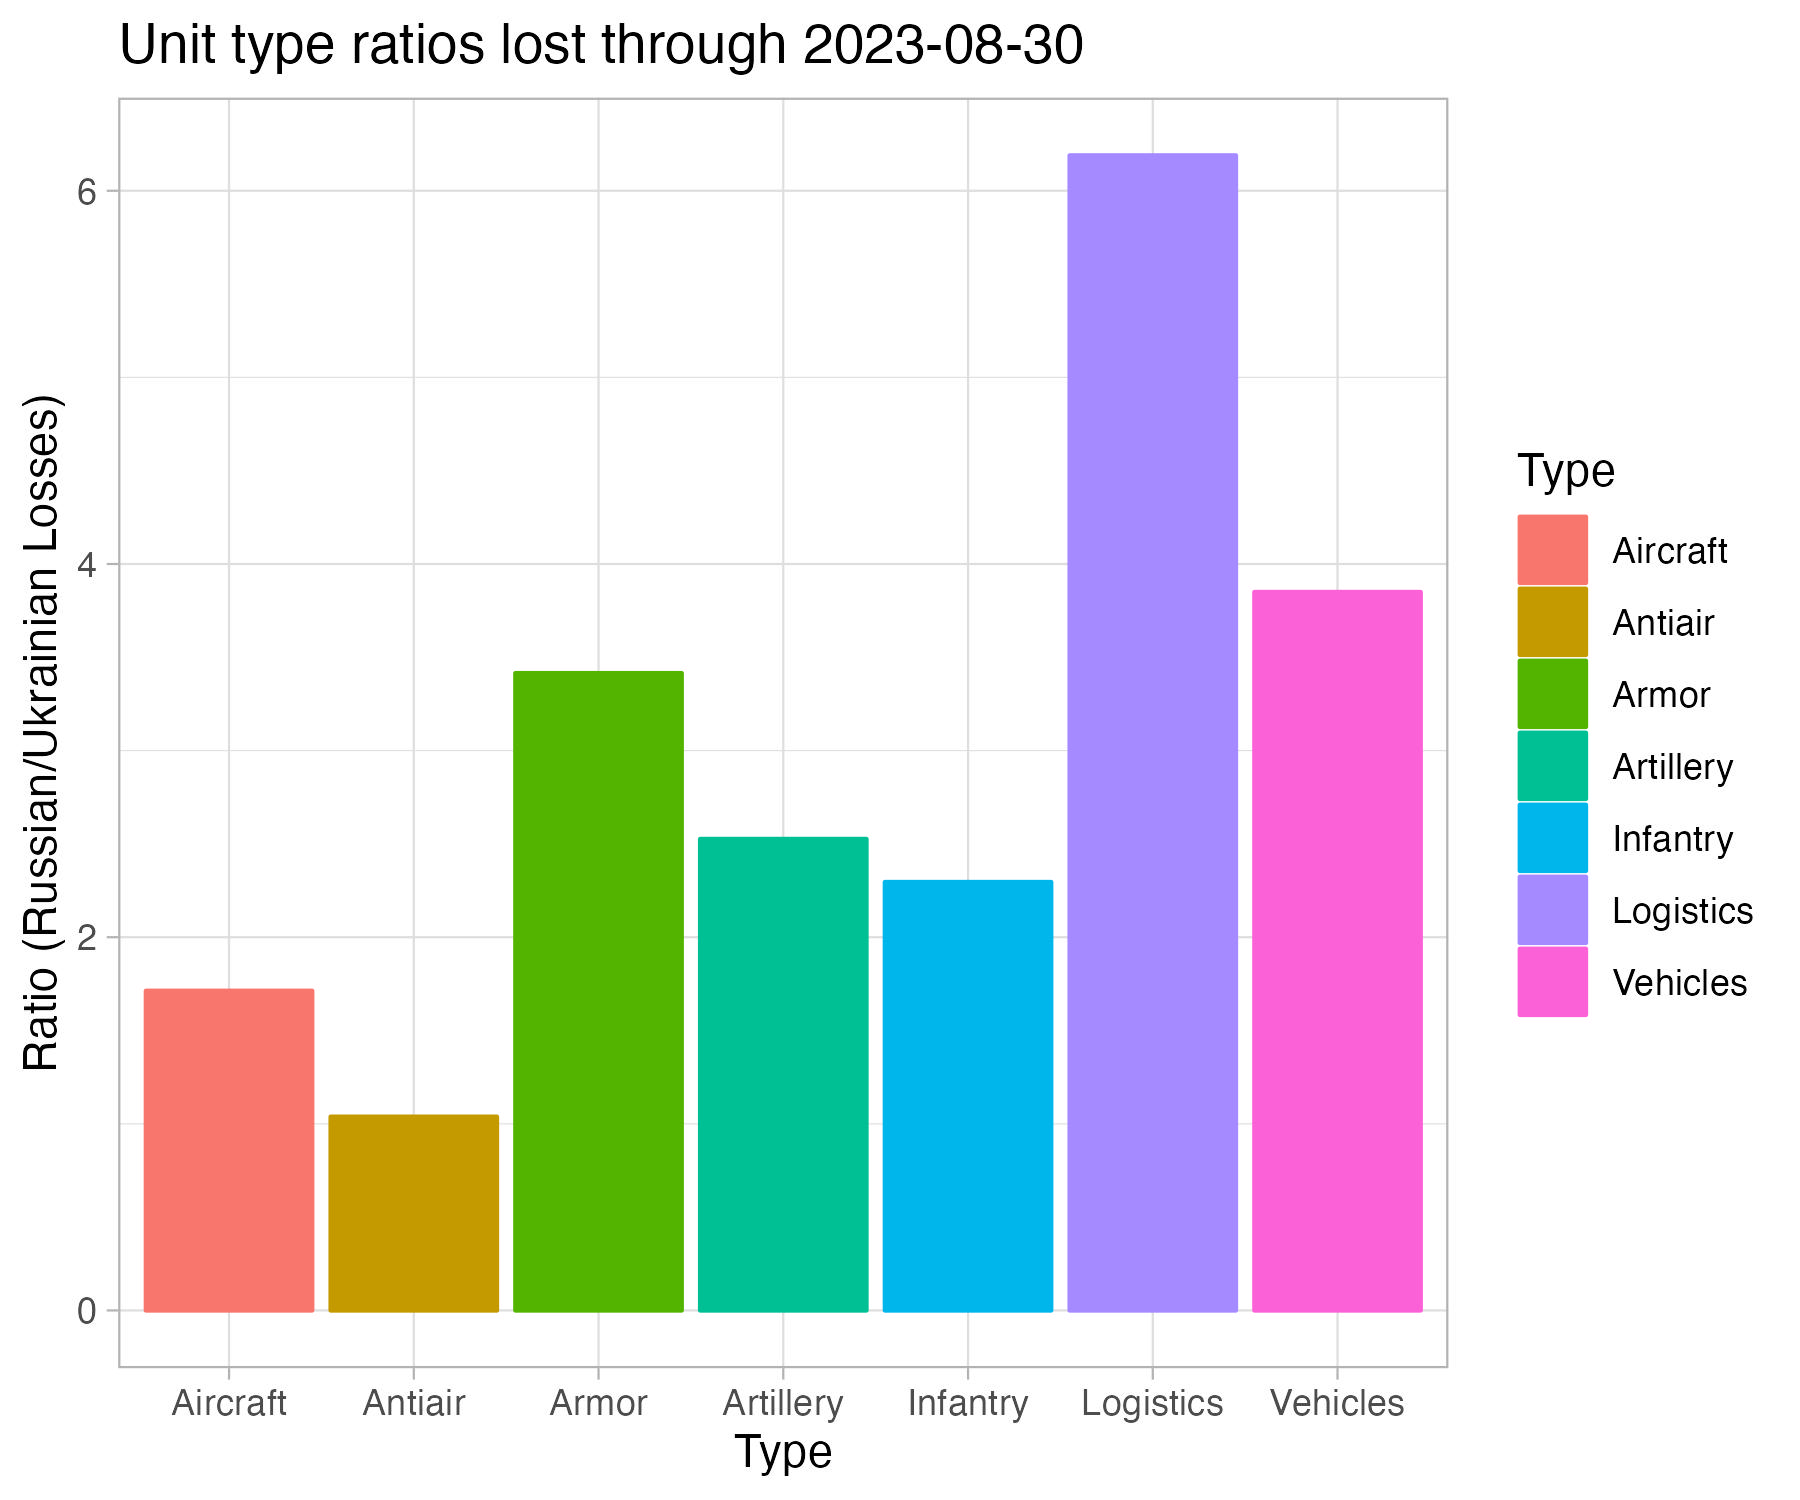 Unit type ratios lost through 2023-08-30
Ratio (Russian/Ukrainian Losses)
6
4
2
0
Aircraft
Antiair
Armor
Artillery
Infantry
Logistics
Vehicles
Type
Type
Aircraft
Antiair
Armor
Artillery
Infantry
Logistics
Vehicles